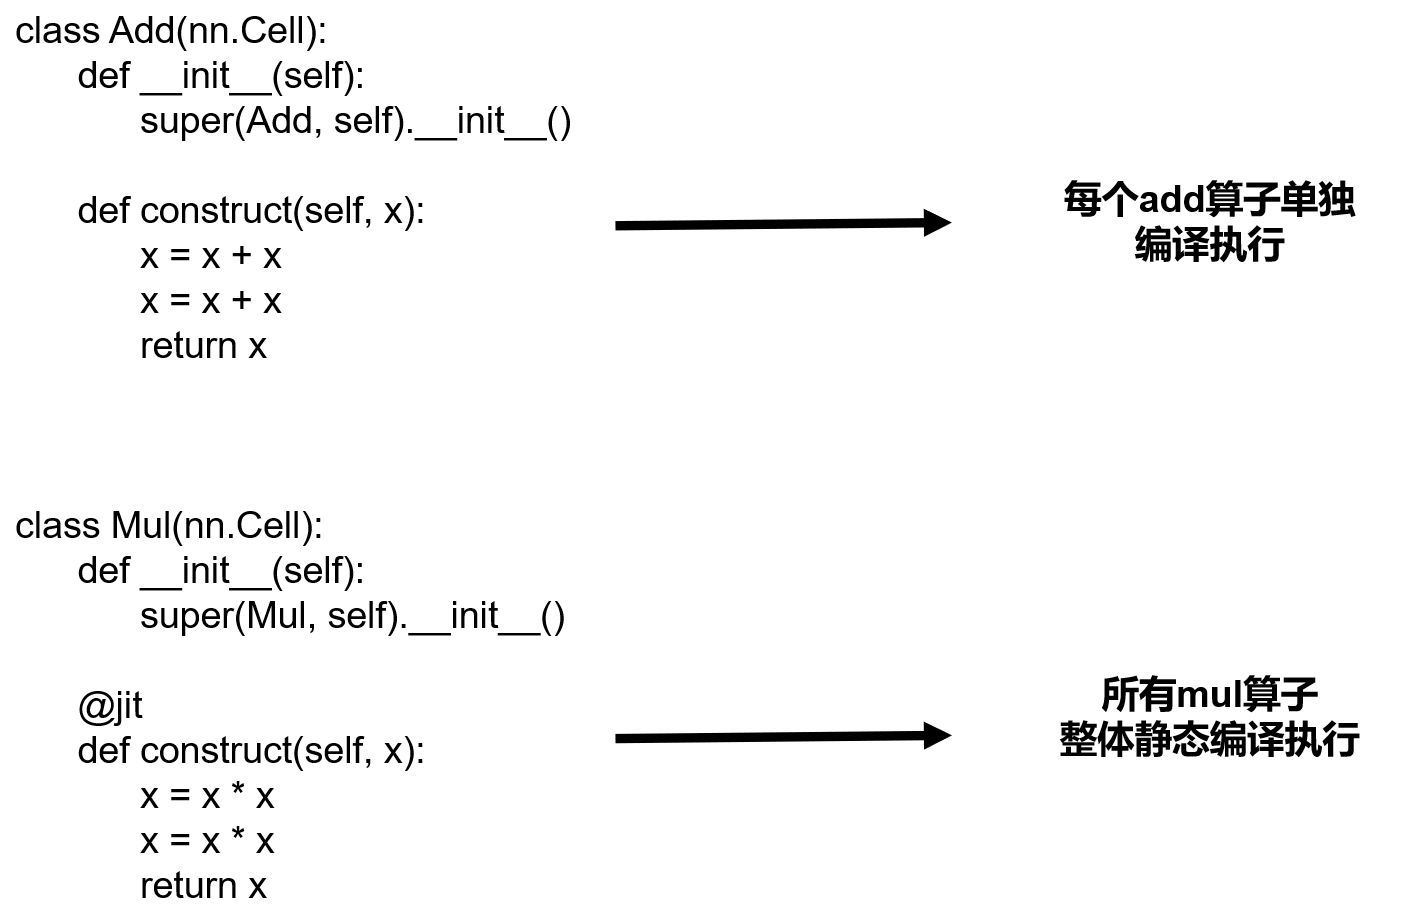 class Add(nn.Cell):
def __init__(self):
super(Add, self).__init__()
def construct(self, x):
x = x + x
x = x + x
return x
每个add算子单独
编译执行
class Mul(nn.Cell):
def __init__(self):
super(Mul, self).__init__()
@jit
def construct(self, x):
x = x * x
x = x * x
return x
所有mul算子
整体静态编译执行